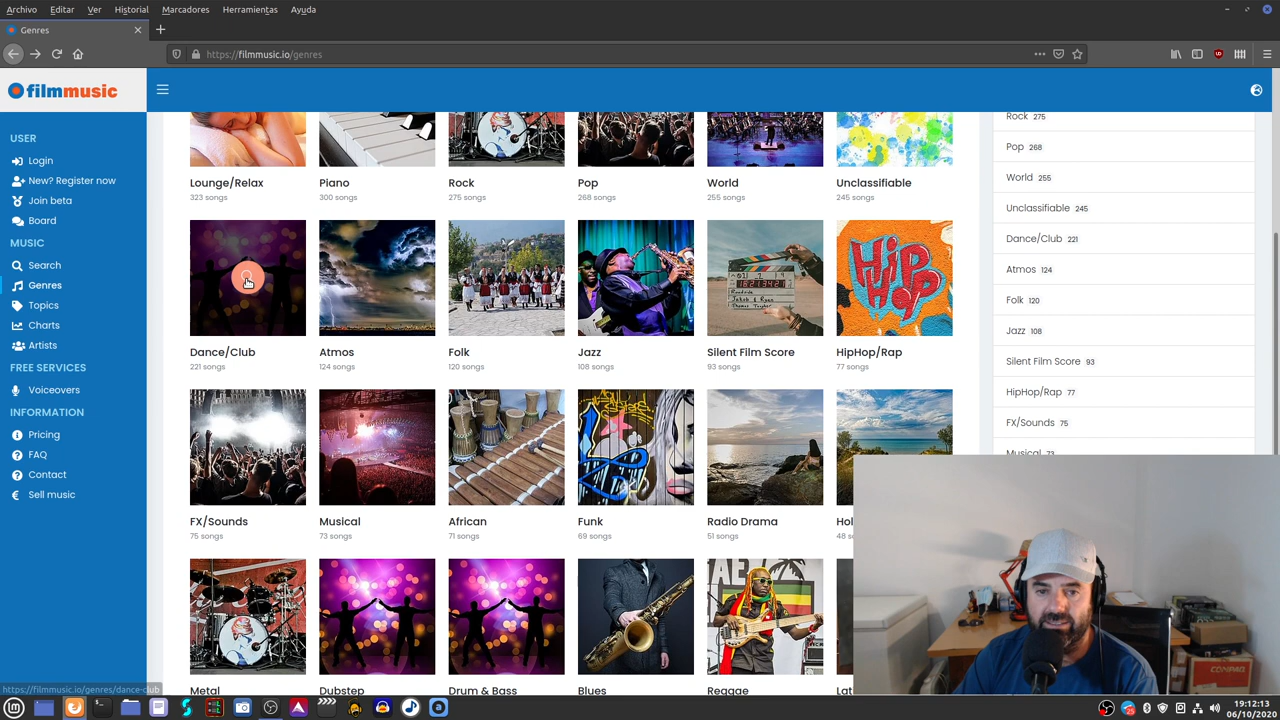 Archivo Editar Ver Historial Marcadores Herramientas Ayuda
Genres
https://filmmusic.io/genres
filmmusic
USER
Login
New? Register now
Join beta
Board
MUSIC
Search
Genres
Topics
Charts
Artists
FREE SERVICES
Voiceovers
INFORMATION
Pricing
FAQ
Contact
Sell music
Lounge/Relax
323 songs
Piano
300 songs
Rock
275 songs
Pop
268 songs
World
255 songs
Unclassifiable
245 songs
Dance/Club
221 songs
Atmos
124 songs
Folk
120 songs
Jazz
108 songs
Silent Film Score
93 songs
HipHop/Rap
77 songs
HIP
FX/Sounds
75 songs
Musical
73 songs
African
71 songs
Funk
69 songs
Radio Drama
51 songs
Hol
48 s
Metal
Dubstep
Drum & Bass
Blues
Reggae
Lat
Rock 275
Pop 268
World 255
Unclassifiable 245
Dance/Club 221
Atmos 124
Folk 120
Jazz 108
Silent Film Score 93
HipHop/Rap 77
FX/Sounds 75
Musical 73
https://filmmusic.io/genres/dance-club
19:12:13
06/10/2020